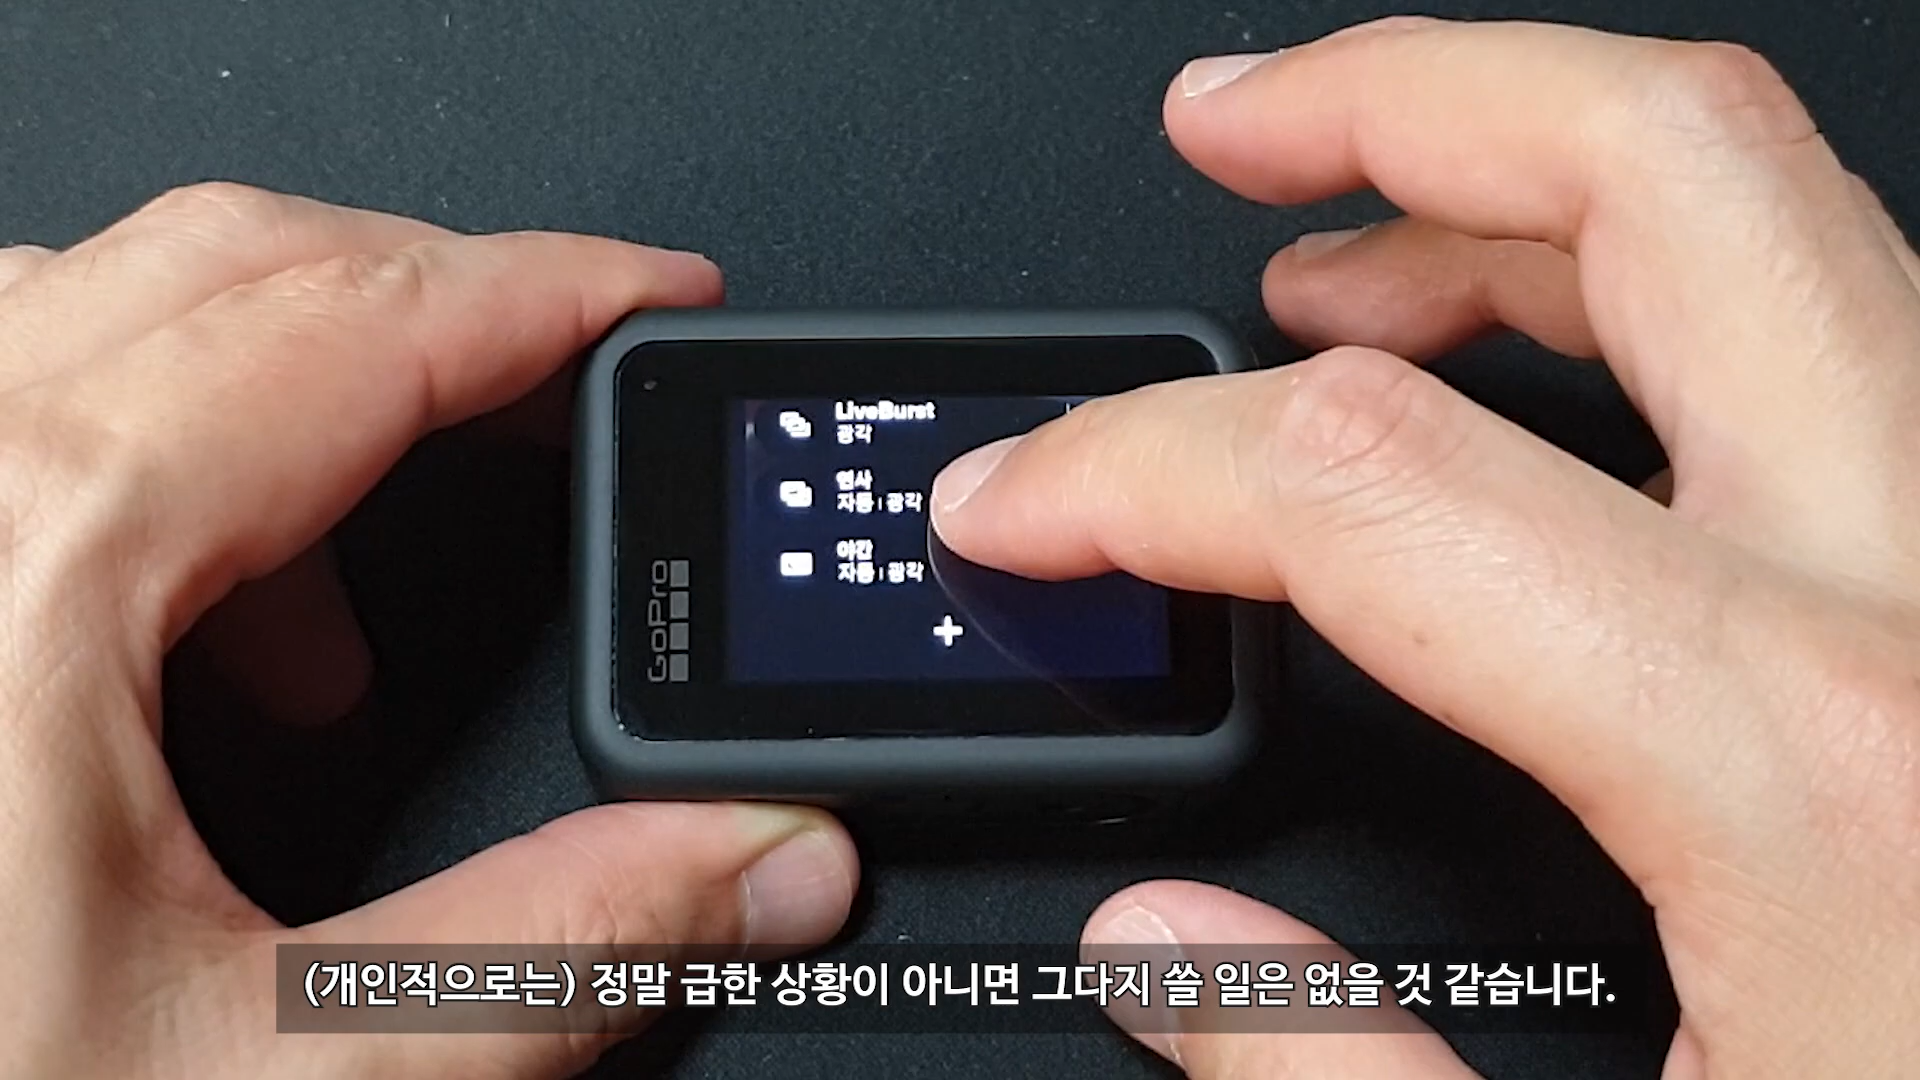 LiveBurst
광각
연사
자동 | 광각
야간
자동 | 광각
GoPro
(개인적으로는) 정말 급한 상황이 아니면 그다지 쓸 일은 없을 것 같습니다.